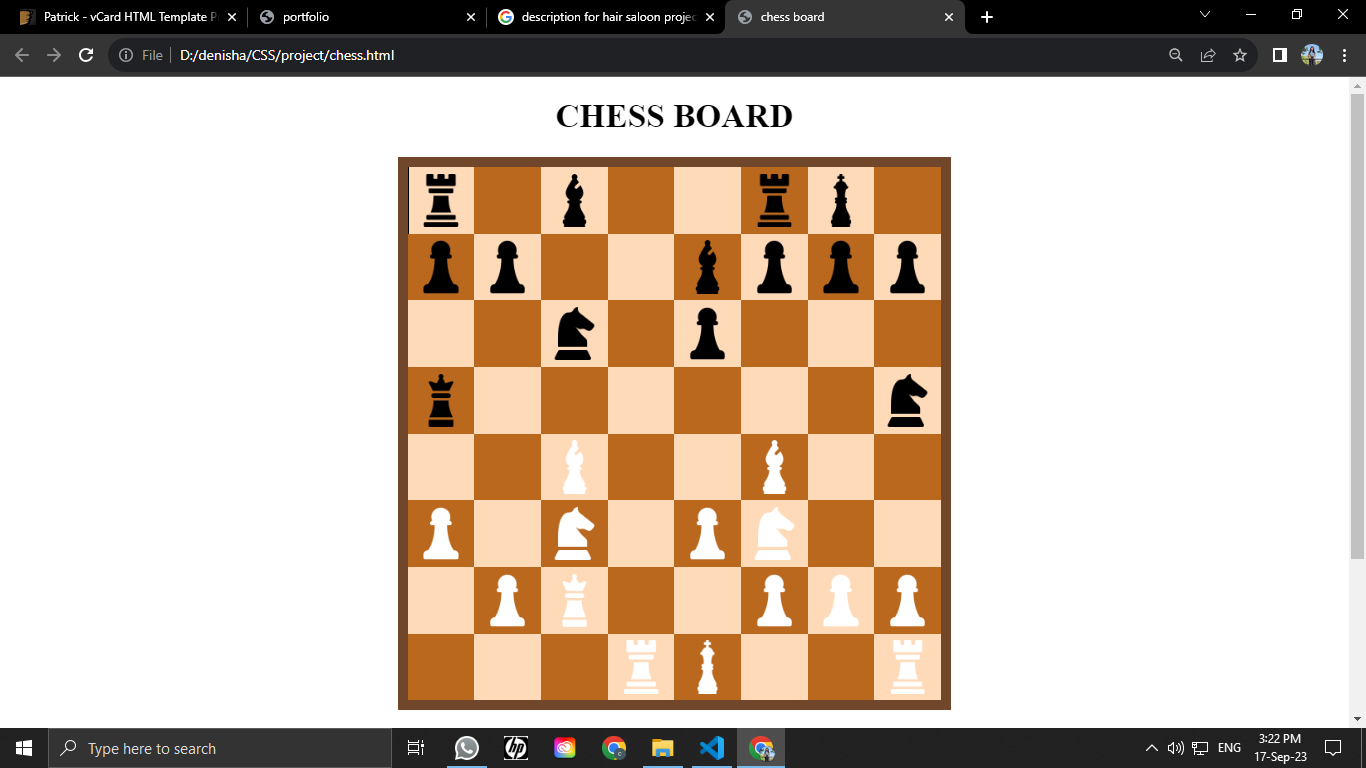 Patrick - vCard HTML Template P
portfolio
description for hair saloon projec
chess board
File
D:/denisha/CSS/project/chess.html
CHESS BOARD
Type here to search
hp
ENG
3:22 PM
17-Sep-23